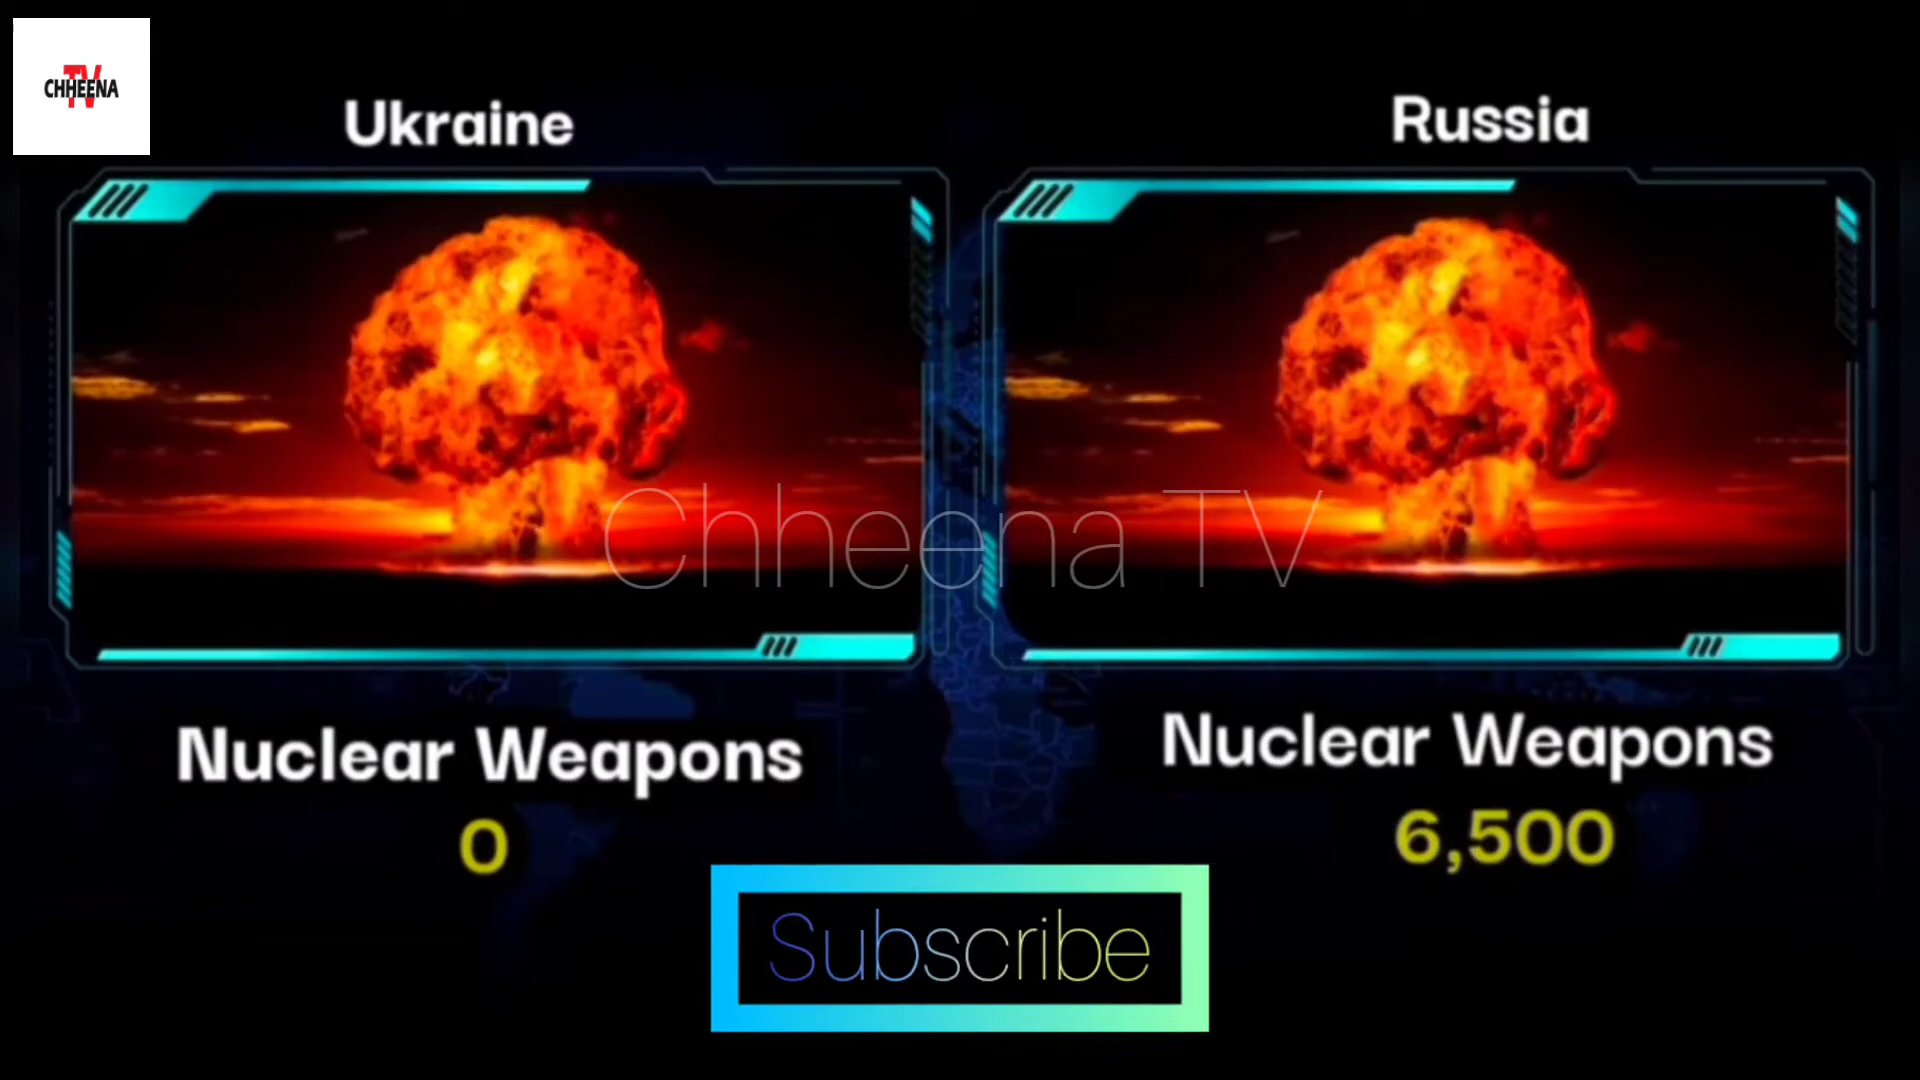 TV
CHHEENA
Ukraine
Russia
Chheena TV
Nuclear Weapons
0
Nuclear Weapons
6,500
Subscribe